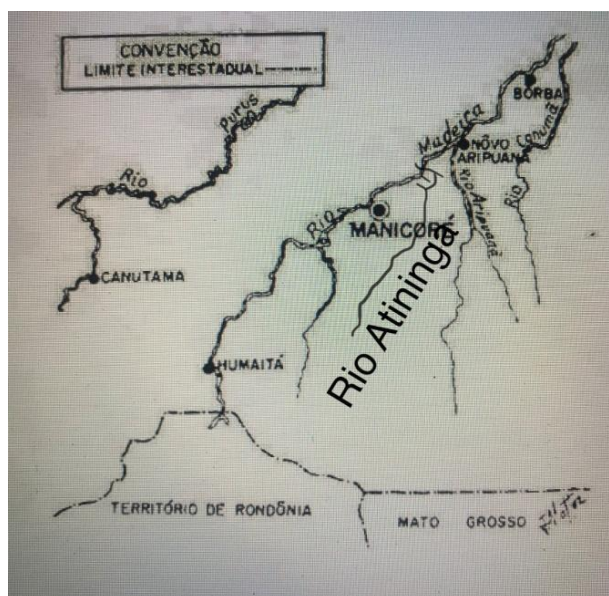 CONVENÇÃO
LIMITE INTERESTADUAL
Rio Purus
CANUTAMA
Rio Madeira
BORBA
NÔVO
ARIPUANÃ
Rio Canumã
Rio Aripuanã
MANICORÉ
Rio Atininga
HUMAITÁ
TERRITÓRIO DE RONDÔNIA
MATO GROSSO